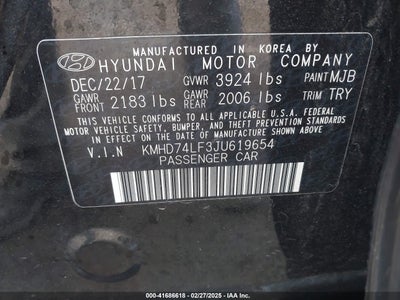 MANUFACTURED IN KOREA BY
HYUNDAI MOTOR COMPANY
DEC/22/17 GVWR 3924 lbs PAINT MJB
GAWR FRONT 2183 lbs GAWR REAR 2006 lbs TRIM TRY
THIS VEHICLE CONFORMS TO ALL APPLICABLE U.S.A. FEDERAL
MOTOR VEHICLE SAFETY, BUMPER, AND THEFT PREVENTION
STANDARDS IN EFFECT ON THE DATE OF MANUFACTURE SHOWN ABOVE.
V.I.N KMHD74LF3JU619654
PASSENGER CAR
000-41686618 - 02/27/2025 - IAA Inc.